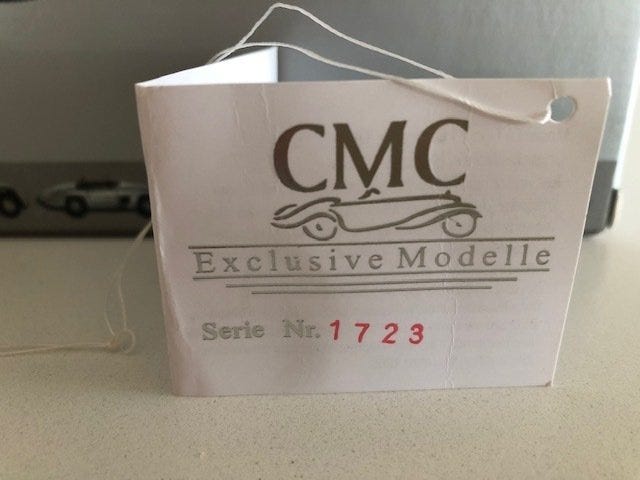 CMC
Exclusive Modelle
Serie Nr. 1723